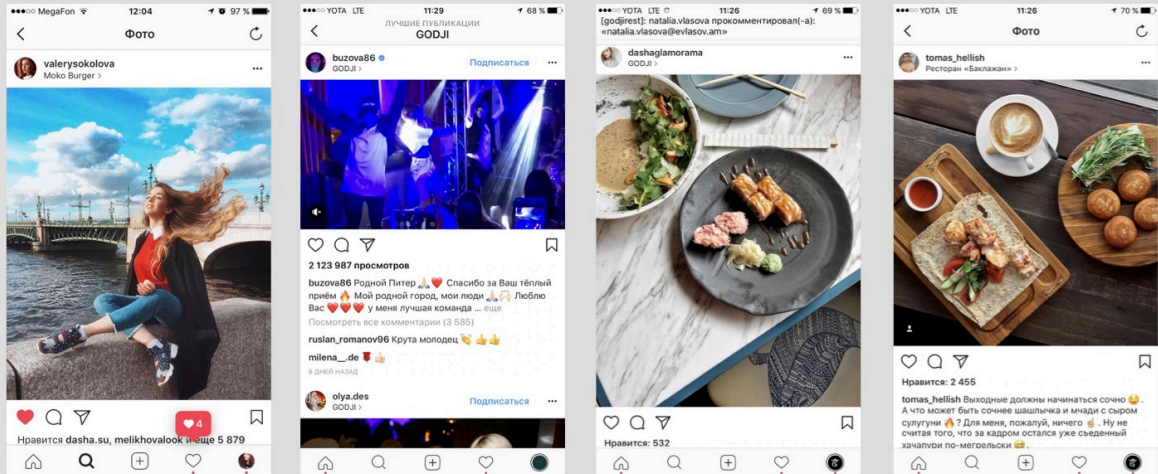 MegaFon 12:04 97 %
Фото
valerysokolova
Moko Burger >
4
Нравится dasha.su, melikhovalook и еще 5 879
YOTA LTE 11:29 68 %
ЛУЧШИЕ ПУБЛИКАЦИИ
GODJI
buzova86
GODJI >
Подписаться
2 123 987 просмотров
buzova86 Родной Питер 🙏🏻❤️ Спасибо за Ваш тёплый
приём 🔥 Мой родной город, мои люди 🙏🏻🙌🏻 Люблю
Вас ❤️❤️❤️ у меня лучшая команда ... еще
Посмотреть все комментарии (3 585)
ruslan_romanov96 Крута молодец 👏 👍👍
milena__.de 🌹 👍🏻
6 ДНЕЙ НАЗАД
olya.des
GODJI >
Подписаться
YOTA LTE 11:26 69 %
[godjirest]: natalia.vlasova прокомментировал(-а):
«natalia.vlasova@evlasov.am»
dashaglamorama
GODJI >
Нравится: 532
YOTA LTE 11:26 70 %
Фото
tomas_hellish
Ресторан «Баклажан» >
Нравится: 2 455
tomas_hellish Выходные должны начинаться сочно 😋.
А что может быть сочнее шашлычка и мчади с сыром
сулугуни 🔥? Для меня, пожалуй, ничего ☝🏻. Ну не
считая того, что за кадром остался уже съеденный
хачапури по-мегрельски 😅.